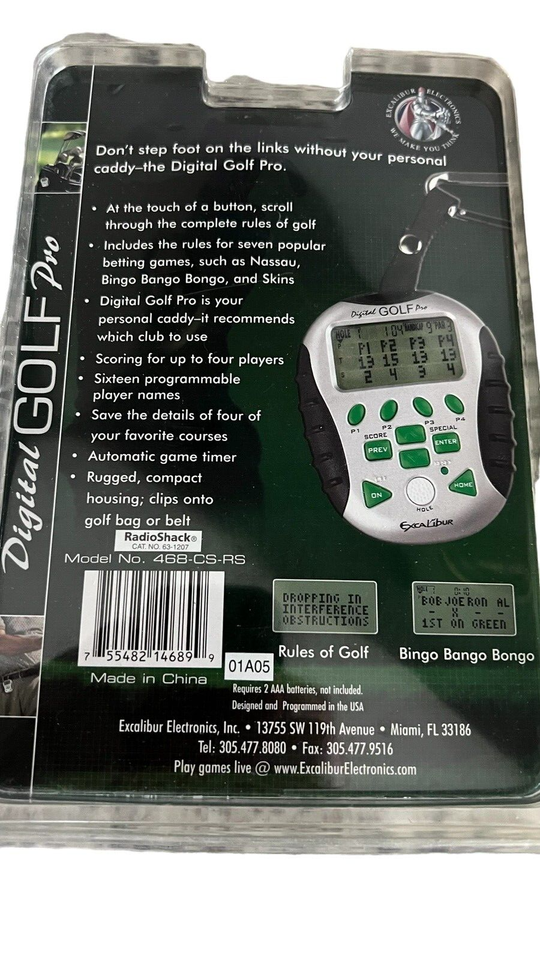 EXCALIBUR ELECTRONICS
WE MAKE YOU THINK
Don't step foot on the links without your personal
caddy–the Digital Golf Pro.
• At the touch of a button, scroll
through the complete rules of golf
• Includes the rules for seven popular
betting games, such as Nassau,
Bingo Bango Bongo, and Skins
• Digital Golf Pro is your
personal caddy–it recommends
which club to use
• Scoring for up to four players
• Sixteen programmable
player names
• Save the details of four of
your favorite courses
• Automatic game timer
• Rugged, compact
housing; clips onto
golf bag or belt
Digital GOLF Pro
Digital GOLF Pro
HOLE 1 104 9 PAR 3
P1 P2 P3 P4
13 15 13 13
2 4 3 4
P1 P2 P3 P4
SCORE SPECIAL
PREV ENTER
ON HOME
HOLE
EXCALIBUR
RadioShack®
CAT. NO. 63-1207
Model No. 468-CS-RS
7 55482 14689 9
01A05
Made in China
DROPPING IN
INTERFERENCE
OBSTRUCTIONS
Rules of Golf
BOB JOE RON AL
- X - -
1ST ON GREEN
Bingo Bango Bongo
Requires 2 AAA batteries, not included.
Designed and Programmed in the USA
Excalibur Electronics, Inc. • 13755 SW 119th Avenue • Miami, FL 33186
Tel: 305.477.8080 • Fax: 305.477.9516
Play games live @ www.ExcaliburElectronics.com